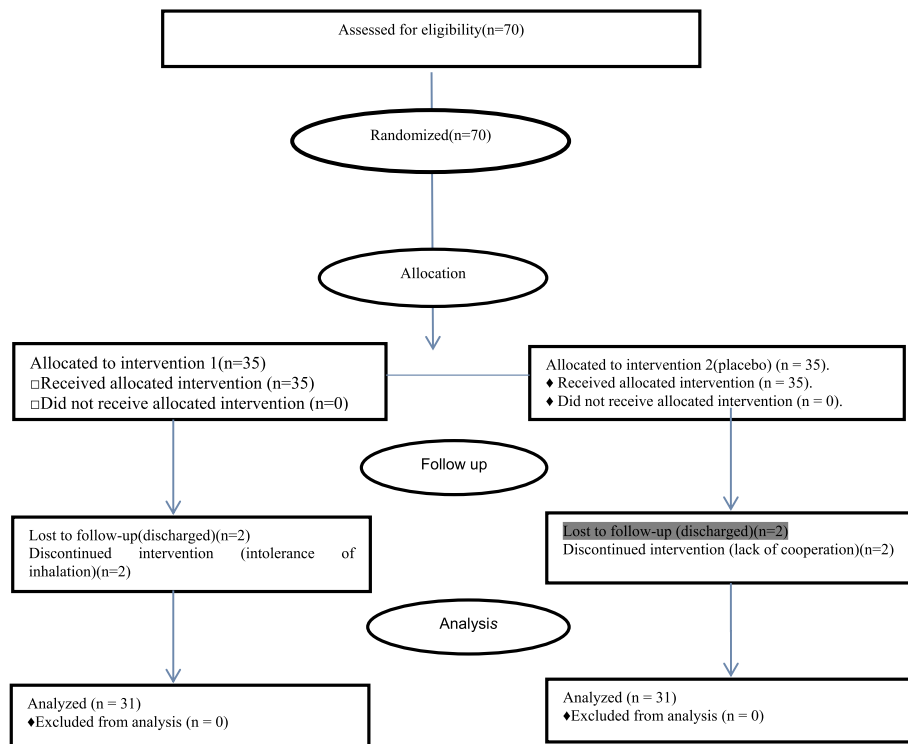 Assessed for eligibility(n=70)
Randomized(n=70)
Allocation
Allocated to intervention 1(n=35)
□Received allocated intervention (n=35)
□Did not receive allocated intervention (n=0)
Allocated to intervention 2(placebo) (n = 35).
♦ Received allocated intervention (n = 35).
♦ Did not receive allocated intervention (n = 0).
Follow up
Lost to follow-up(discharged)(n=2)
Discontinued intervention (intolerance of
inhalation)(n=2)
Lost to follow-up (discharged)(n=2)
Discontinued intervention (lack of cooperation)(n=2)
Analysis
Analyzed (n = 31)
♦Excluded from analysis (n = 0)
Analyzed (n = 31)
♦Excluded from analysis (n = 0)